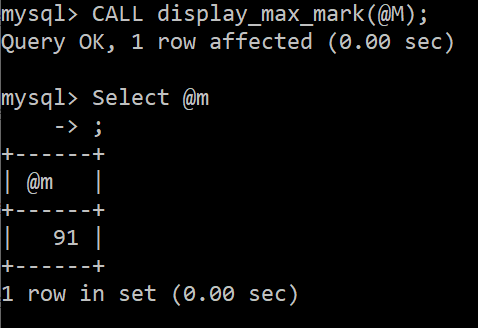 mysql> CALL display_max_mark(@M);
Query OK, 1 row affected (0.00 sec)
mysql> Select @m
    -> ;
+------+
| @m   |
+------+
|   91 |
+------+
1 row in set (0.00 sec)